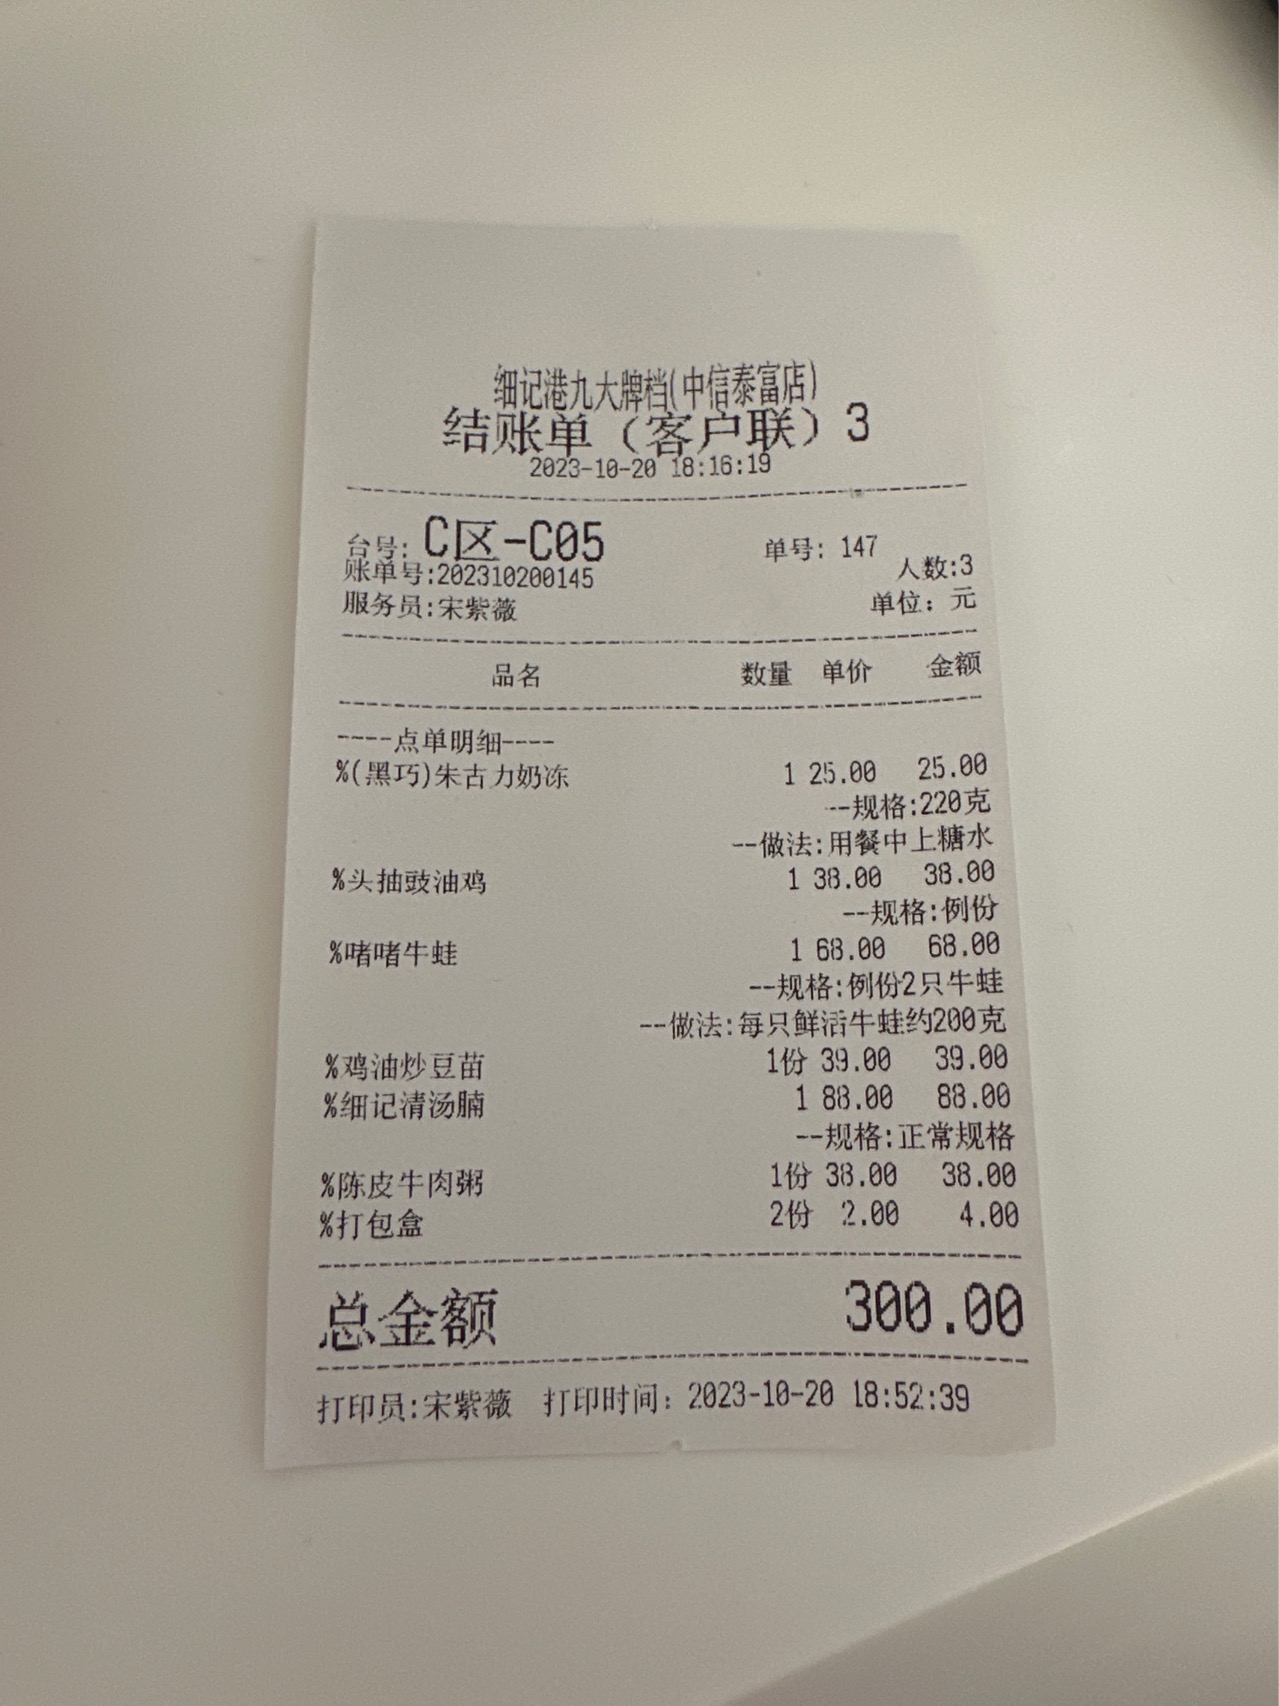 细记港九大牌档(中信泰富店)
结账单（客户联）3
2023-10-20 18:16:19
台号: C区-C05 单号: 147
账单号:202310200145 人数:3
服务员:宋紫薇 单位: 元
品名 数量 单价 金额
----点单明细----
%(黑巧)朱古力奶冻 1 25.00 25.00
--规格:220克
--做法:用餐中上糖水
%头抽豉油鸡 1 38.00 38.00
--规格:例份
%啫啫牛蛙 1 68.00 68.00
--规格:例份2只牛蛙
--做法:每只鲜活牛蛙约200克
%鸡油炒豆苗 1份 39.00 39.00
%细记清汤腩 1 88.00 88.00
--规格:正常规格
%陈皮牛肉粥 1份 38.00 38.00
%打包盒 2份 2.00 4.00
总金额 300.00
打印员:宋紫薇 打印时间: 2023-10-20 18:52:39